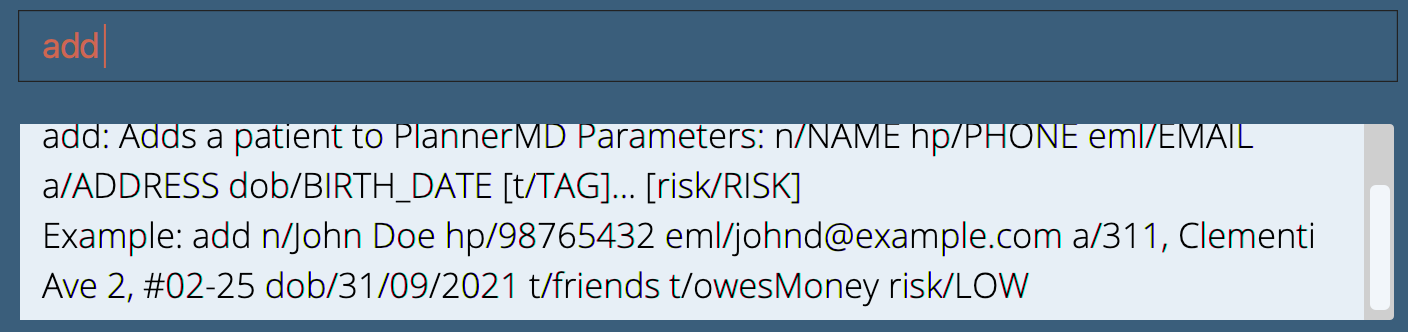 add
add: Adds a patient to PlannerMD Parameters: n/NAME hp/PHONE eml/EMAIL
a/ADDRESS dob/BIRTH_DATE [t/TAG]... [risk/RISK]
Example: add n/John Doe hp/98765432 eml/johnd@example.com a/311, Clementi
Ave 2, #02-25 dob/31/09/2021 t/friends t/owesMoney risk/LOW